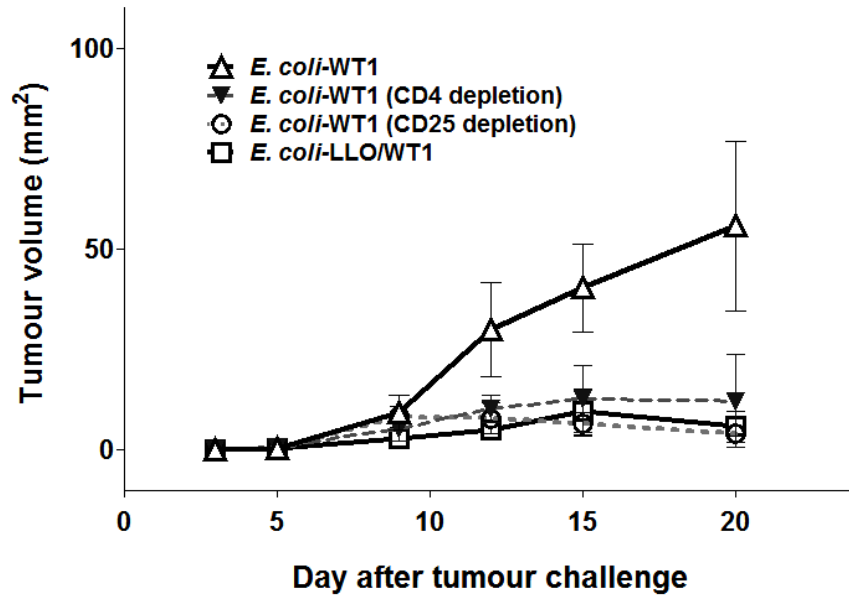 100
50
0
Tumour volume (mm²)
E. coli-WT1
E. coli-WT1 (CD4 depletion)
E. coli-WT1 (CD25 depletion)
E. coli-LLO/WT1
0 5 10 15 20
Day after tumour challenge